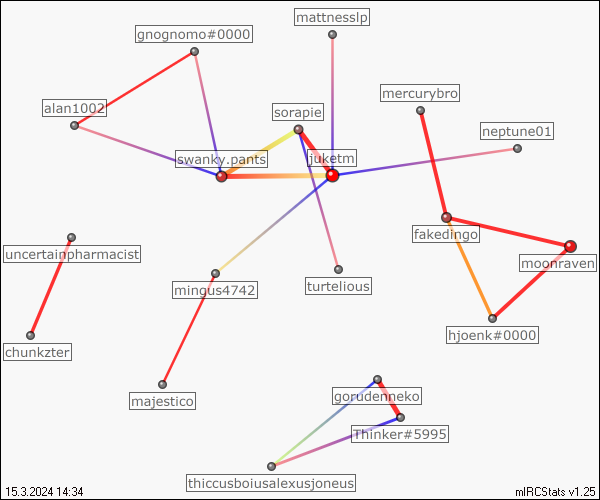 mattnesslp
gnognomo#0000
mercurybro
alan1002
sorapie
neptune01
swanky.pants
juketm
fakedingo
uncertainpharmacist
moonraven
mingus4742
turtelious
hjoenk#0000
chunkzter
majestico
gorudenneko
Thinker#5995
thiccusboiusalexusjoneus
15.3.2024 14:34
mIRCStats v1.25